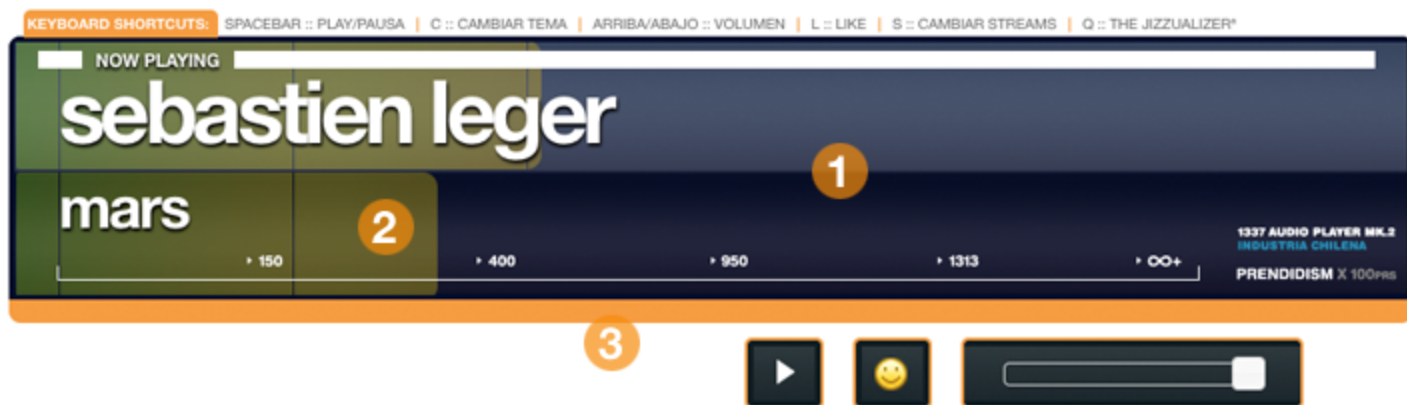 KEYBOARD SHORTCUTS: SPACEBAR :: PLAY/PAUSA | C :: CAMBIAR TEMA | ARRIBA/ABAJO :: VOLUMEN | L :: LIKE | S :: CAMBIAR STREAMS | Q :: THE JIZZUALIZER*
NOW PLAYING
sebastien leger
1
mars
2
1337 AUDIO PLAYER MK.2
INDUSTRIA CHILENA
150 400 950 1313 ∞+
PRENDIDISM X 100PRS
3